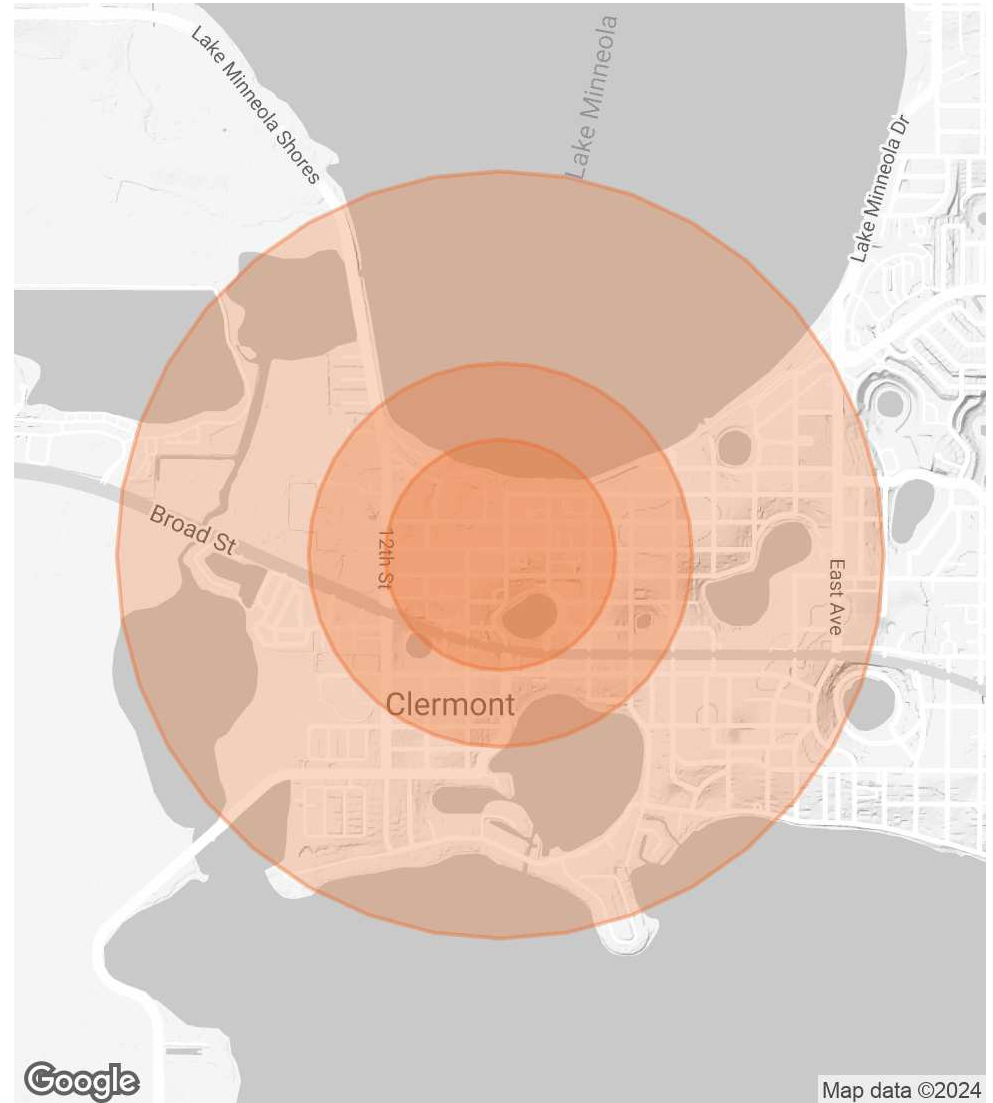 Lake Minneola Shores
Lake Minneola
Lake Minneola Dr
Broad St
12th St
East Ave
Clermont
Google
Map data ©2024